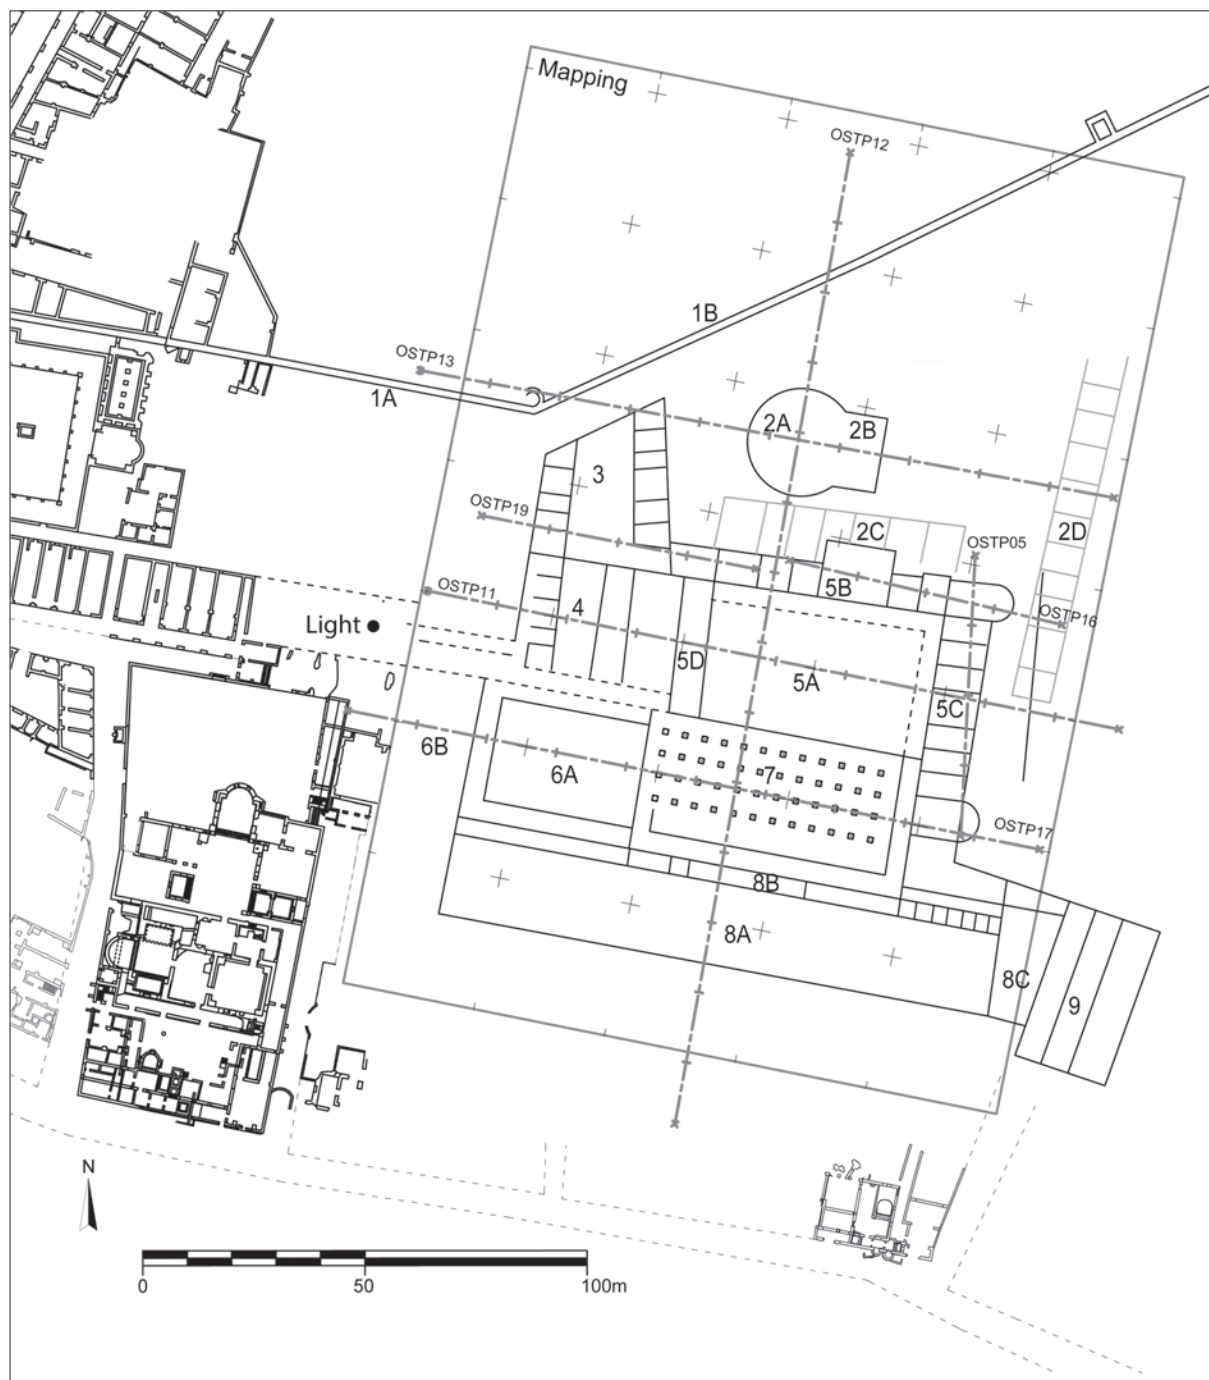 Mapping
OSTP12
1B
OSTP13
1A
2A
2B
3
OSTP19
2C
2D
OSTP05
OSTP11
5B
4
Light
OSTP16
5D
5A
5C
6B
6A
7
OSTP17
8B
8A
8C
9
N
0
50
100m